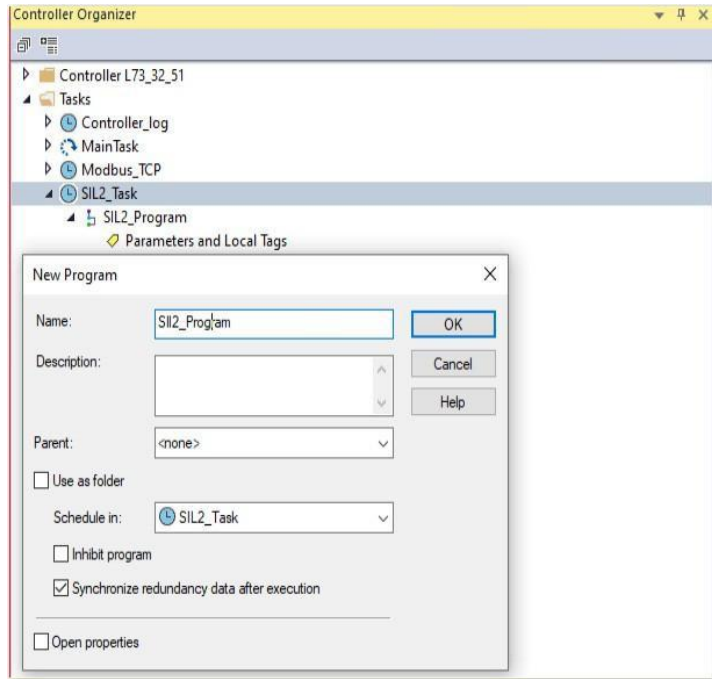 Controller Organizer
Controller L73_32_51
Tasks
Controller_log
MainTask
Modbus_TCP
SIL2_Task
SIL2_Program
Parameters and Local Tags
New Program
Name: SIl2_Program OK
Description: Cancel
Help
Parent: <none>
Use as folder
Schedule in: SIL2_Task
Inhibit program
Synchronize redundancy data after execution
Open properties